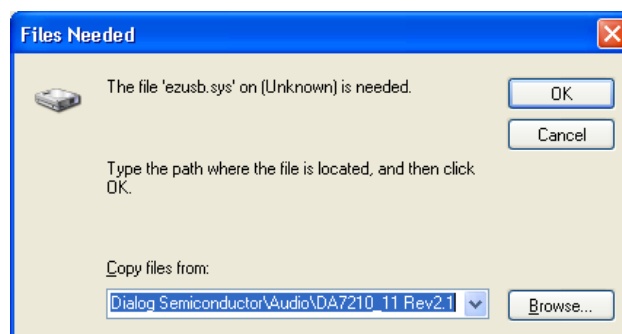 Files Needed
The file 'ezusb.sys' on (Unknown) is needed.
OK
Cancel
Type the path where the file is located, and then click
OK.
Copy files from:
Dialog Semiconductor\Audio\DA7210_11 Rev2.1
Browse...